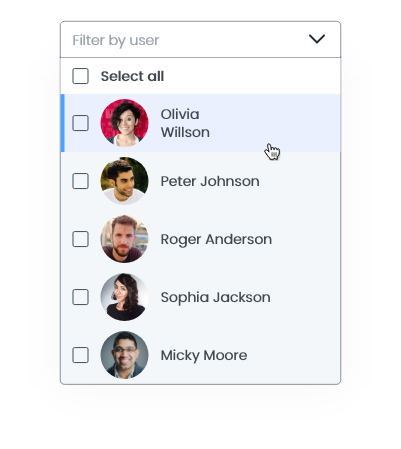 Filter by user
Select all
Olivia
Willson
Peter Johnson
Roger Anderson
Sophia Jackson
Micky Moore